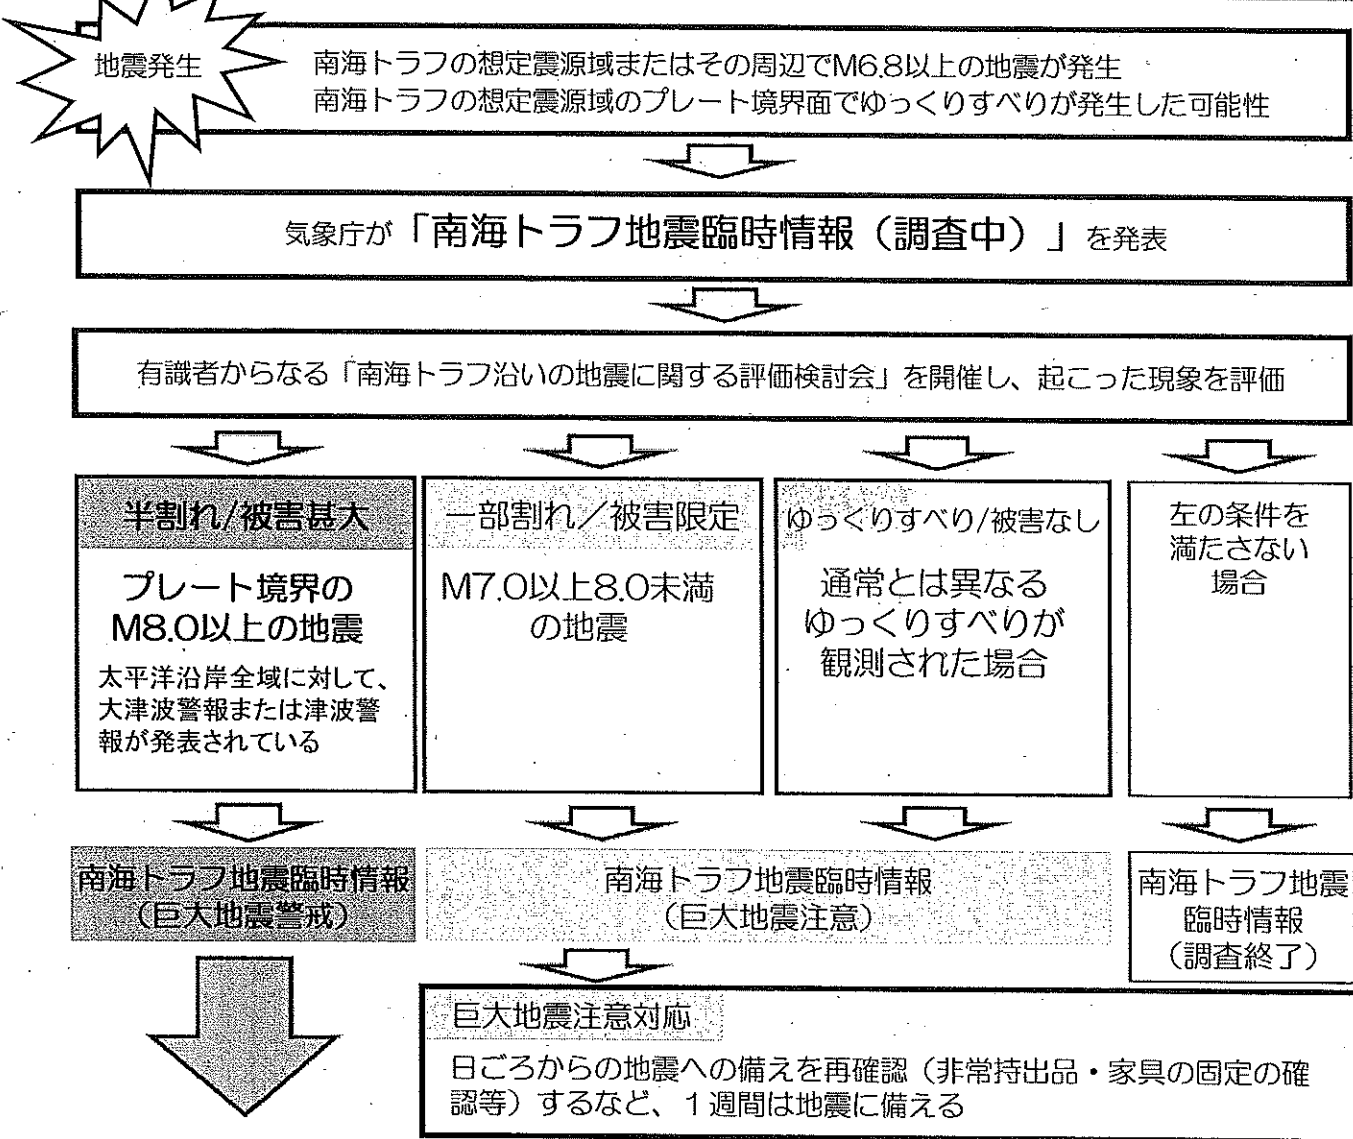 地震発生
南海トラフの想定震源域またはその周辺でM6.8以上の地震が発生
南海トラフの想定震源域のプレート境界面でゆっくりすべりが発生した可能性
気象庁が「南海トラフ地震臨時情報（調査中）」を発表
有識者からなる「南海トラフ沿いの地震に関する評価検討会」を開催し、起こった現象を評価
半割れ/被害甚大
プレート境界の
M8.0以上の地震
太平洋沿岸全域に対して、
大津波警報または津波警
報が発表されている
一部割れ／被害限定
M7.0以上8.0未満
の地震
ゆっくりすべり/被害なし
通常とは異なる
ゆっくりすべりが
観測された場合
左の条件を
満たさない
場合
南海トラフ地震臨時情報
（巨大地震警戒）
南海トラフ地震臨時情報
（巨大地震注意）
南海トラフ地震
臨時情報
（調査終了）
巨大地震注意対応
日ごろからの地震への備えを再確認（非常持出品・家具の固定の確
認等）するなど、１週間は地震に備える